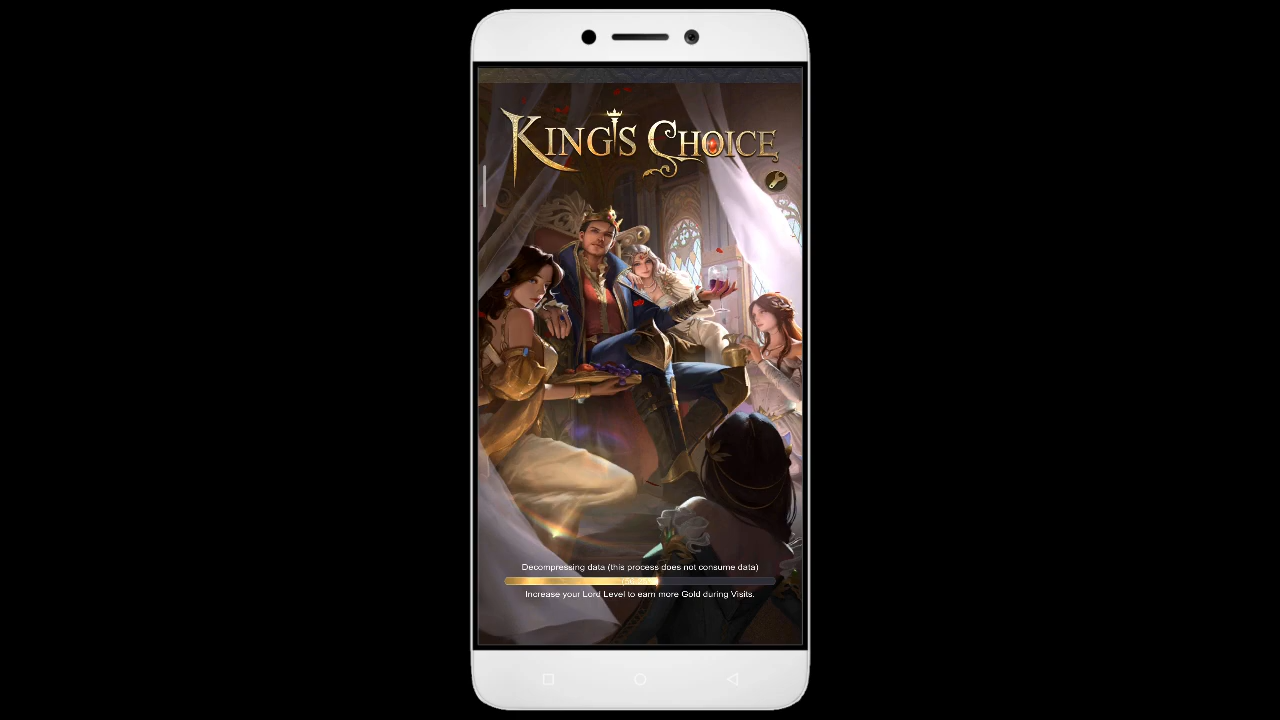 KING'S CHOICE
Decompressing data (this process does not consume data)
Increase your Lord Level to earn more Gold during Visits.